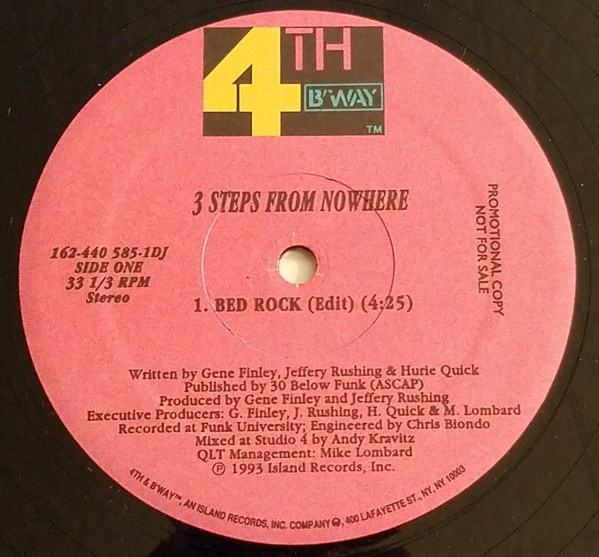 4TH
B'WAY
TM
3 STEPS FROM NOWHERE
162-440 585-1DJ
SIDE ONE
33 1/3 RPM
Stereo
PROMOTIONAL COPY
NOT FOR SALE
1. BED ROCK (Edit) (4:25)
Written by Gene Finley, Jeffery Rushing & Hurie Quick
Published by 30 Below Funk (ASCAP)
Produced by Gene Finley and Jeffery Rushing
Executive Producers: G. Finley, J. Rushing, H. Quick & M. Lombard
Recorded at Funk University; Engineered by Chris Biondo
Mixed at Studio 4 by Andy Kravitz
QLT Management: Mike Lombard
℗ 1993 Island Records, Inc.
4TH & B'WAY™, AN ISLAND RECORDS, INC. COMPANY, 400 LAFAYETTE ST., NY, NY 10003